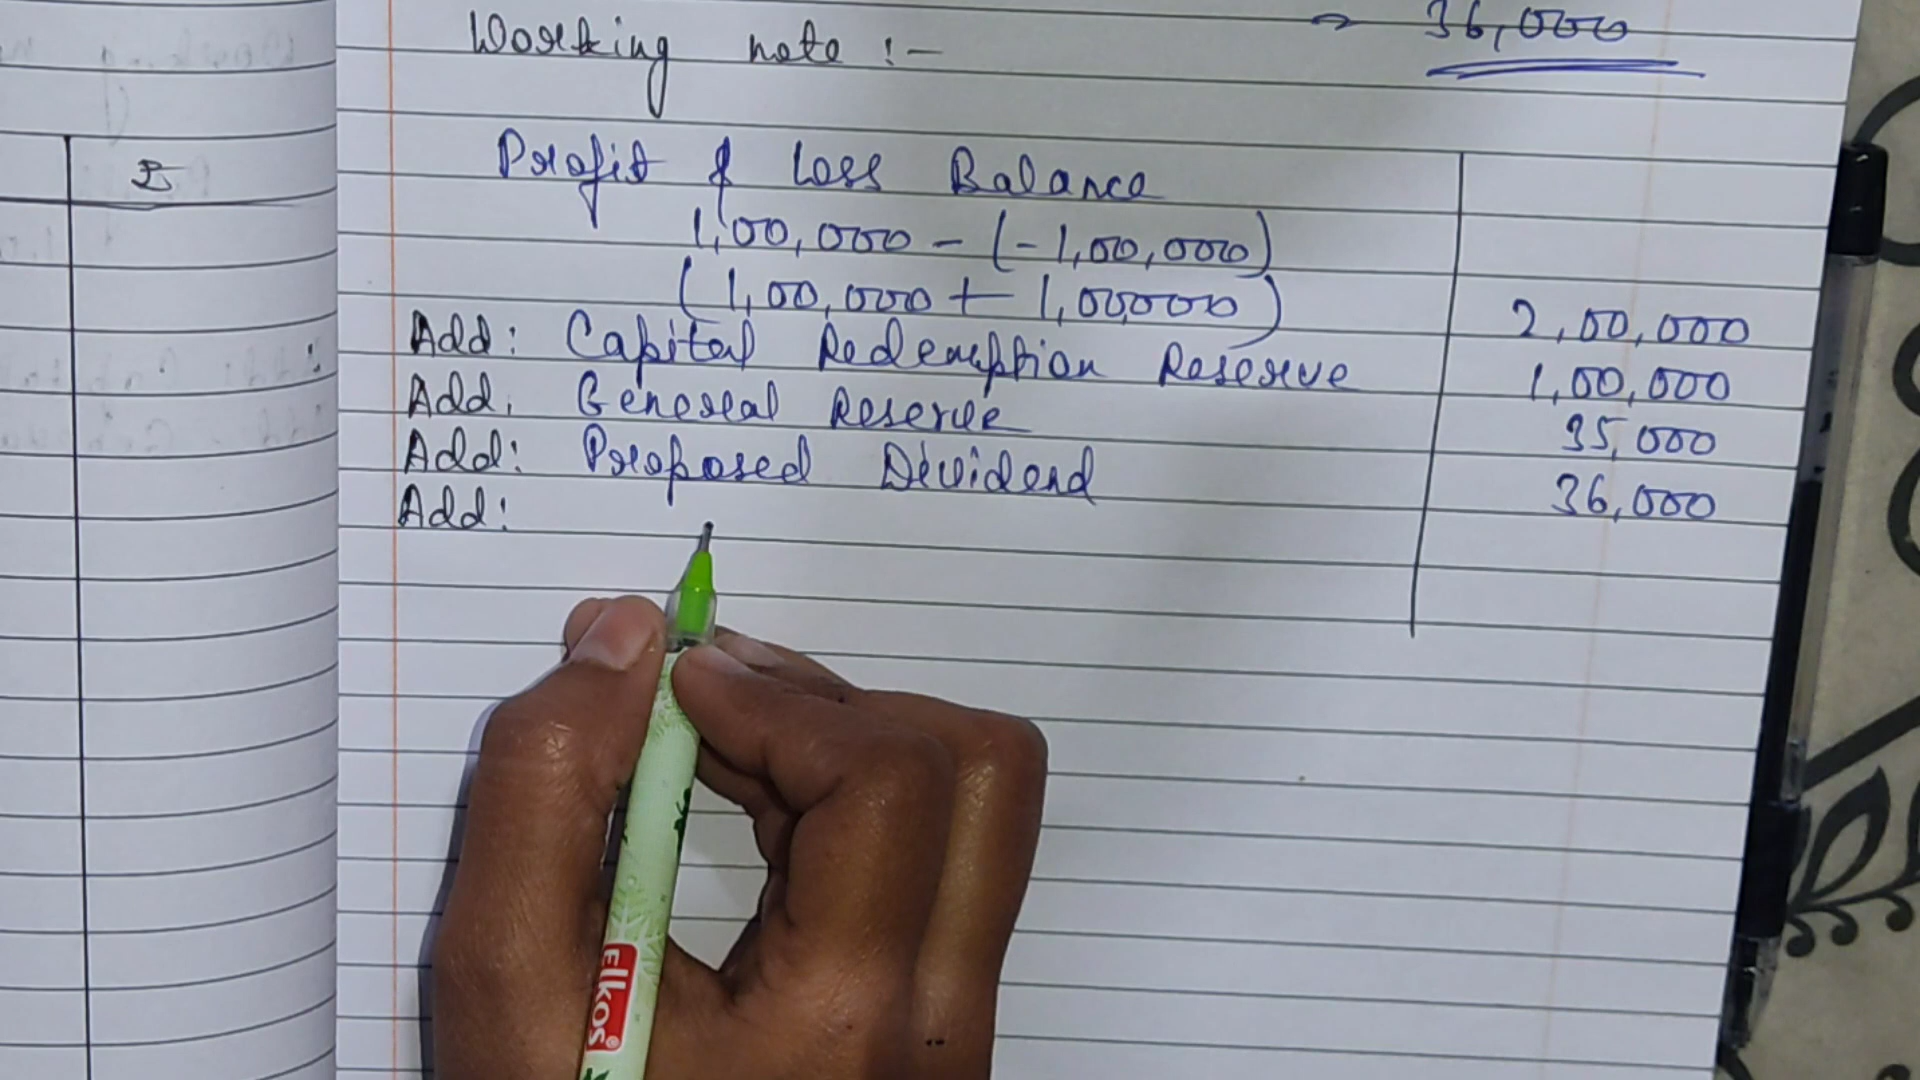 → 36,000
Working note :-
₹
Profit & Loss Balance
1,00,000 - (-1,00,000)
(1,00,000 + 1,00,000) 2,00,000
Add: Capital Redemption Reserve 1,00,000
Add: General Reserve 35,000
Add: Proposed Dividend 36,000
Add:
elkos